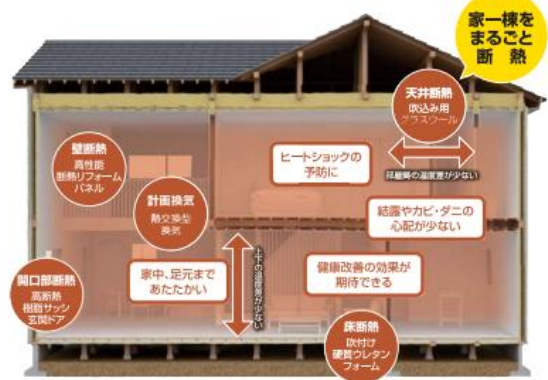 家一棟を
まるごと
断熱
天井断熱
吹込み用
グラスウール
壁断熱
高性能
断熱リフォーム
パネル
ヒートショックの
予防に
部屋間の温度差が少ない
計画換気
熱交換型
換気
結露やカビ・ダニの
心配が少ない
家中、足元まで
あたたかい
上下の温度差が少ない
健康改善の効果が
期待できる
開口部断熱
高断熱
樹脂サッシ
玄関ドア
床断熱
吹付け
硬質ウレタン
フォーム